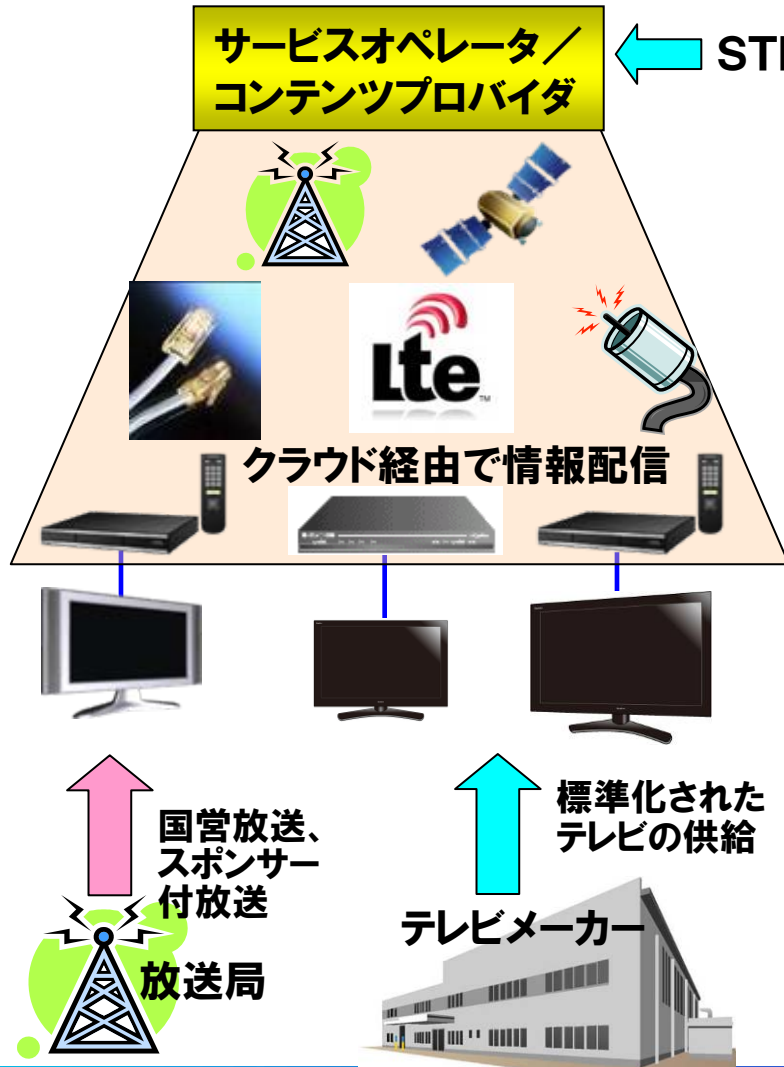 サービスオペレータ／
コンテンツプロバイダ
Lte
TM
クラウド経由で情報配信
国営放送、
スポンサー
付放送
標準化された
テレビの供給
テレビメーカー
放送局